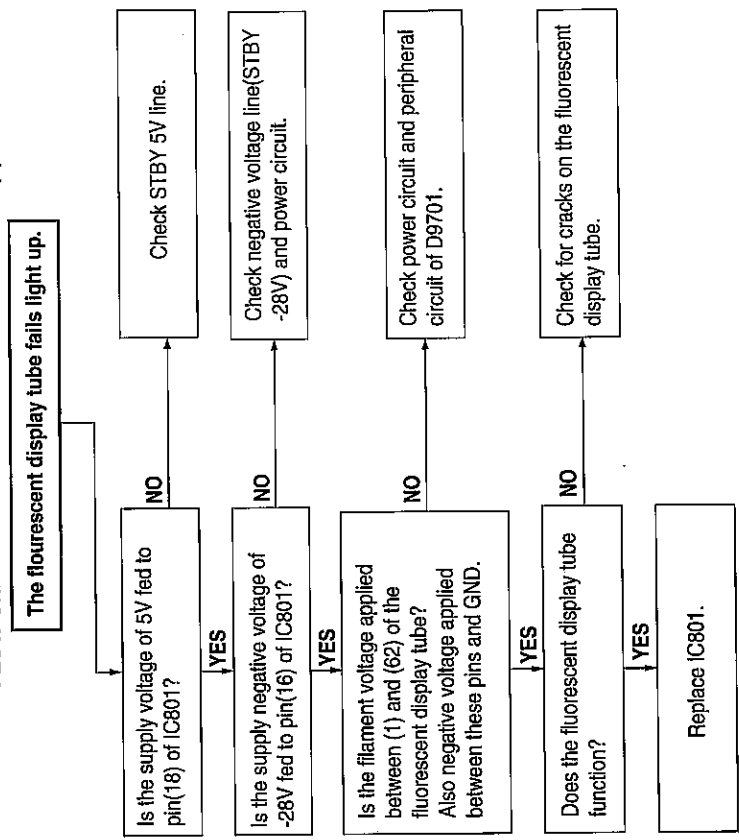 The flourescent display tube fails light up.
Is the supply voltage of 5V fed to
pin(18) of IC801?
NO
Check STBY 5V line.
YES
Is the supply negative voltage of
-28V fed to pin(16) of IC801?
NO
Check negative voltage line(STBY
-28V) and power circuit.
YES
Is the filament voltage applied
between (1) and (62) of the
fluorescent display tube?
Also negative voltage applied
between these pins and GND.
NO
Check power circuit and peripheral
circuit of D9701.
YES
Does the fluorescent display tube
function?
NO
Check for cracks on the fluorescent
display tube.
YES
Replace IC801.